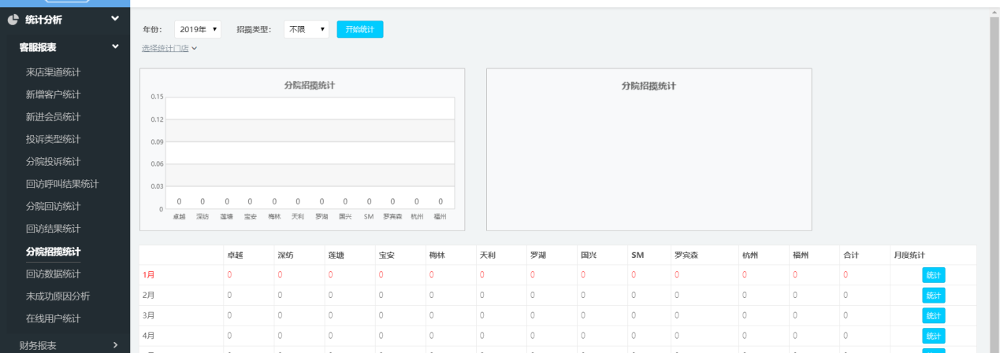 统计分析
客服报表
来店渠道统计
新增客户统计
新进会员统计
投诉类型统计
分院投诉统计
回访呼叫结果统计
分院回访统计
回访结果统计
分院招揽统计
回访数据统计
未成功原因分析
在线用户统计
财务报表
年份： 2019年 招揽类型： 不限 开始统计
选择统计门店
分院招揽统计
0.15
0.12
0.09
0.06
0.03
0
0 0 0 0 0 0 0 0 0 0 0 0
卓越 深纺 莲塘 宝安 梅林 天利 罗湖 国兴 SM 罗宾森 杭州 福州
分院招揽统计
卓越 深纺 莲塘 宝安 梅林 天利 罗湖 国兴 SM 罗宾森 杭州 福州 合计 月度统计
1月 0 0 0 0 0 0 0 0 0 0 0 0 0 统计
2月 0 0 0 0 0 0 0 0 0 0 0 0 0 统计
3月 0 0 0 0 0 0 0 0 0 0 0 0 0 统计
4月 0 0 0 0 0 0 0 0 0 0 0 0 0 统计